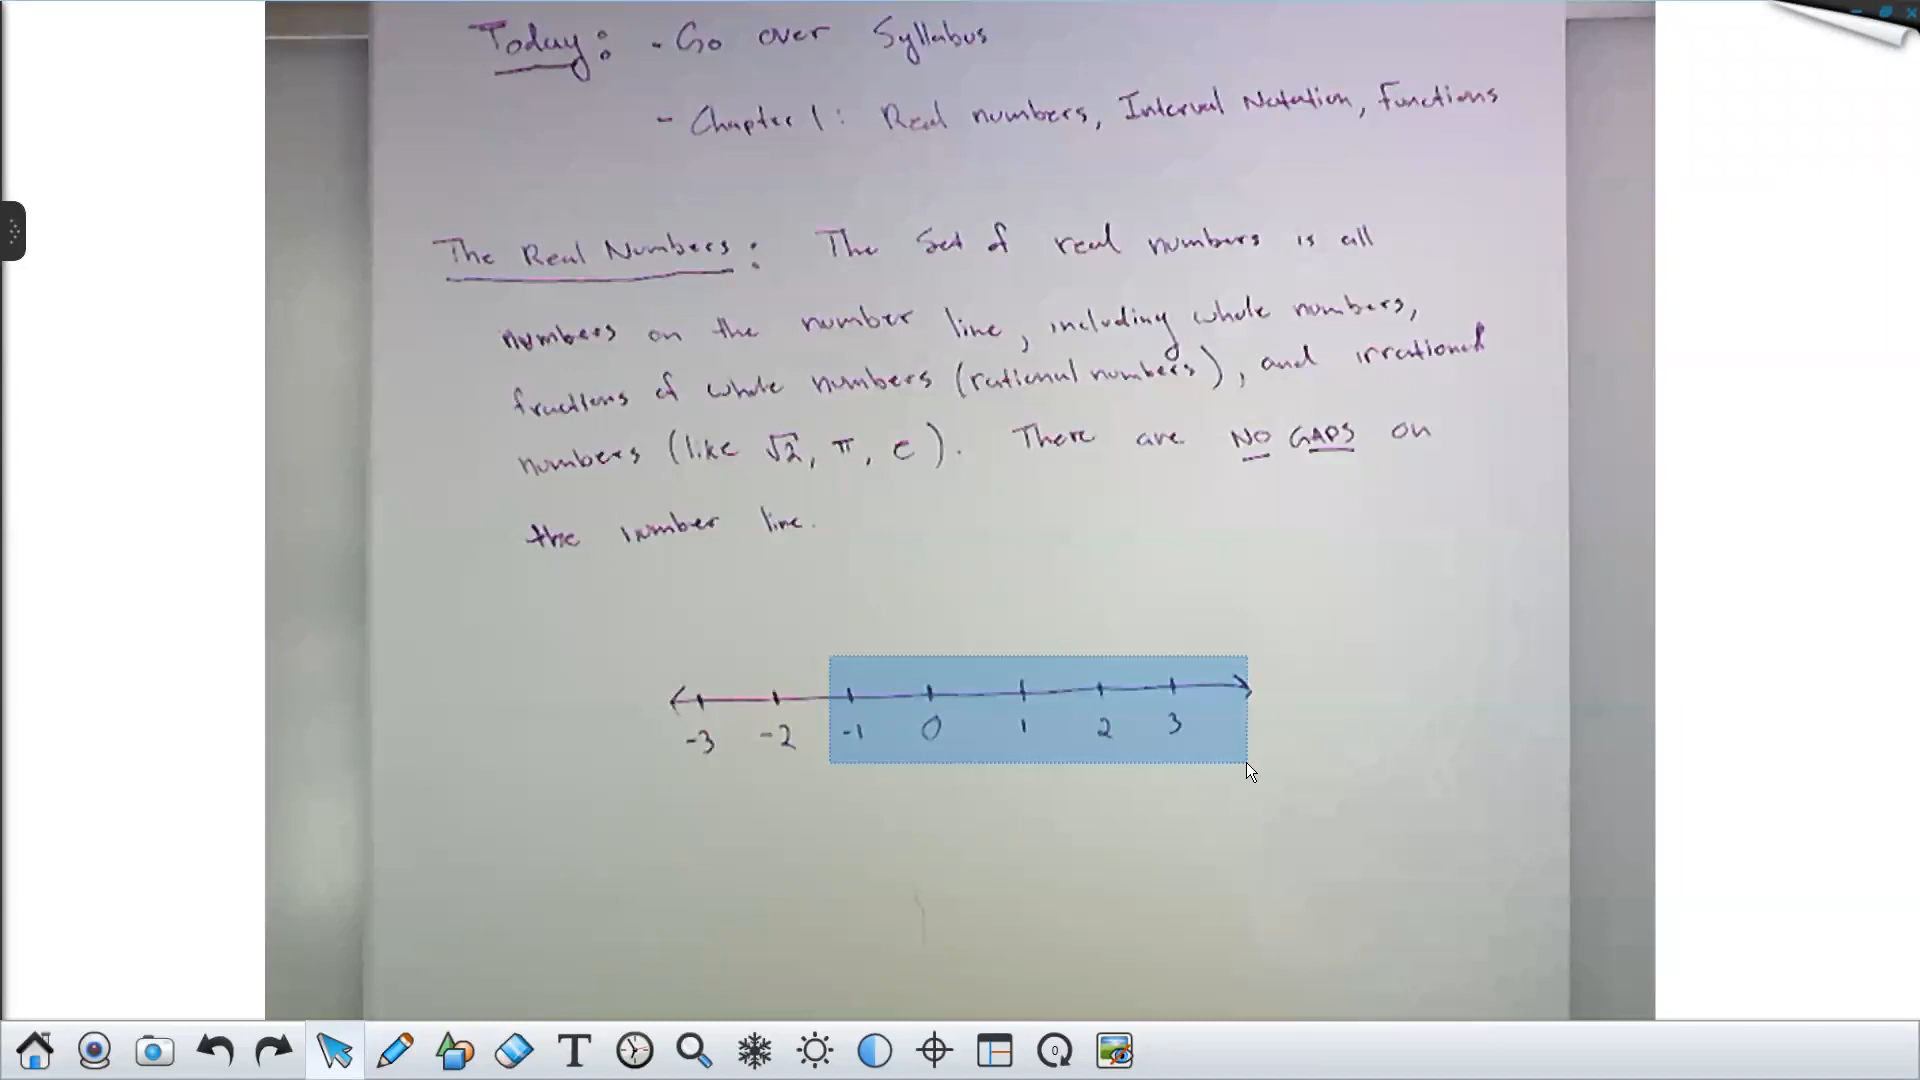 Today: - Go over Syllabus
- Chapter 1: Real numbers, Interval Notation, Functions
The Real Numbers: The set of real numbers is all
numbers on the number line, including whole numbers,
fractions of whole numbers (rational numbers), and irrational
numbers (like √2, π, e). There are NO GAPS on
the number line.
-3 -2 -1 0 1 2 3
T
0